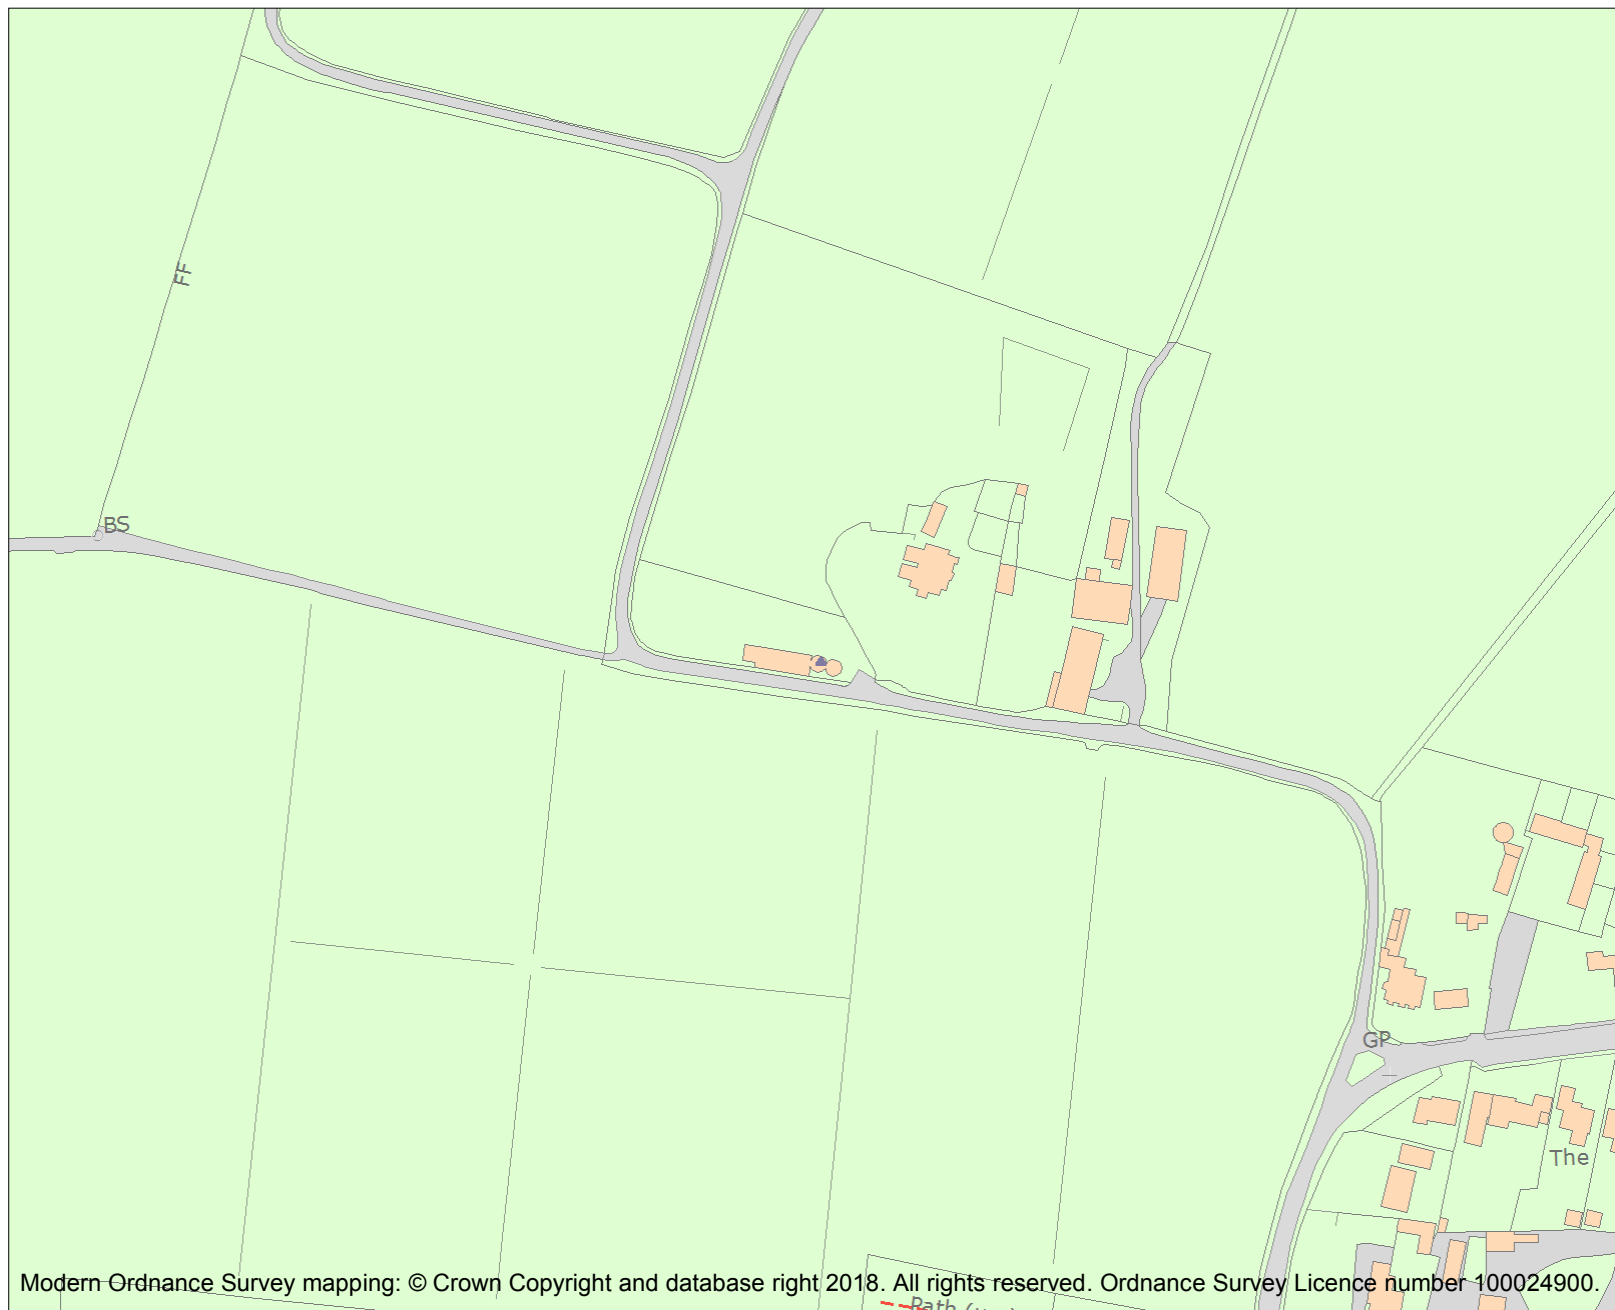 FF
BS
GP
The
Modern Ordnance Survey mapping: © Crown Copyright and database right 2018. All rights reserved. Ordnance Survey Licence number 100024900.
Path